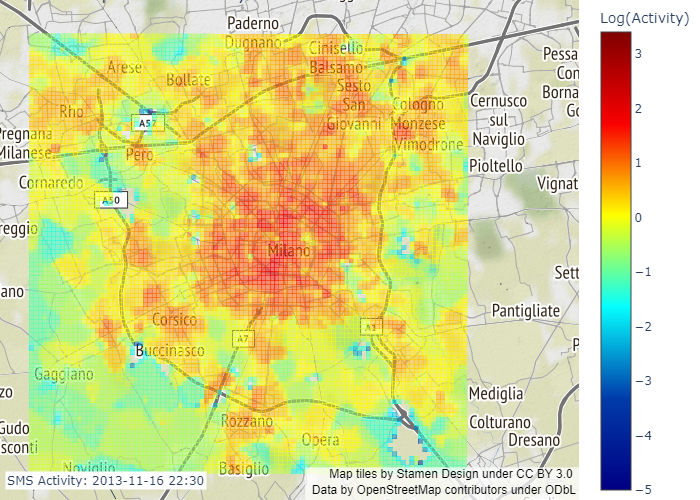 Log(Activity)
Paderno
Dugnano
Cinisello
Balsamo
Arese
Bollate
Sesto
San
Giovanni
Rho
A57
Cologno
Monzese
Vimodrone
Pero
Pessa
Con
Borna
Go
Cernusco
sul
Naviglio
Pioltello
Pregnana
Milanese
Cornaredo
A50
Vignat
reggio
Milano
Sett
ano
Pantigliate
Corsico
A7
A1
Buccinasco
P
Gaggiano
zo
Mediglia
Colturano
Dresano
Rozzano
Gudo
sconti
Opera
Noviglio
Basiglio
3
2
1
0
−1
−2
−3
−4
−5
SMS Activity: 2013-11-16 22:30
Map tiles by Stamen Design under CC BY 3.0
Data by OpenStreetMap contributors under ODbL